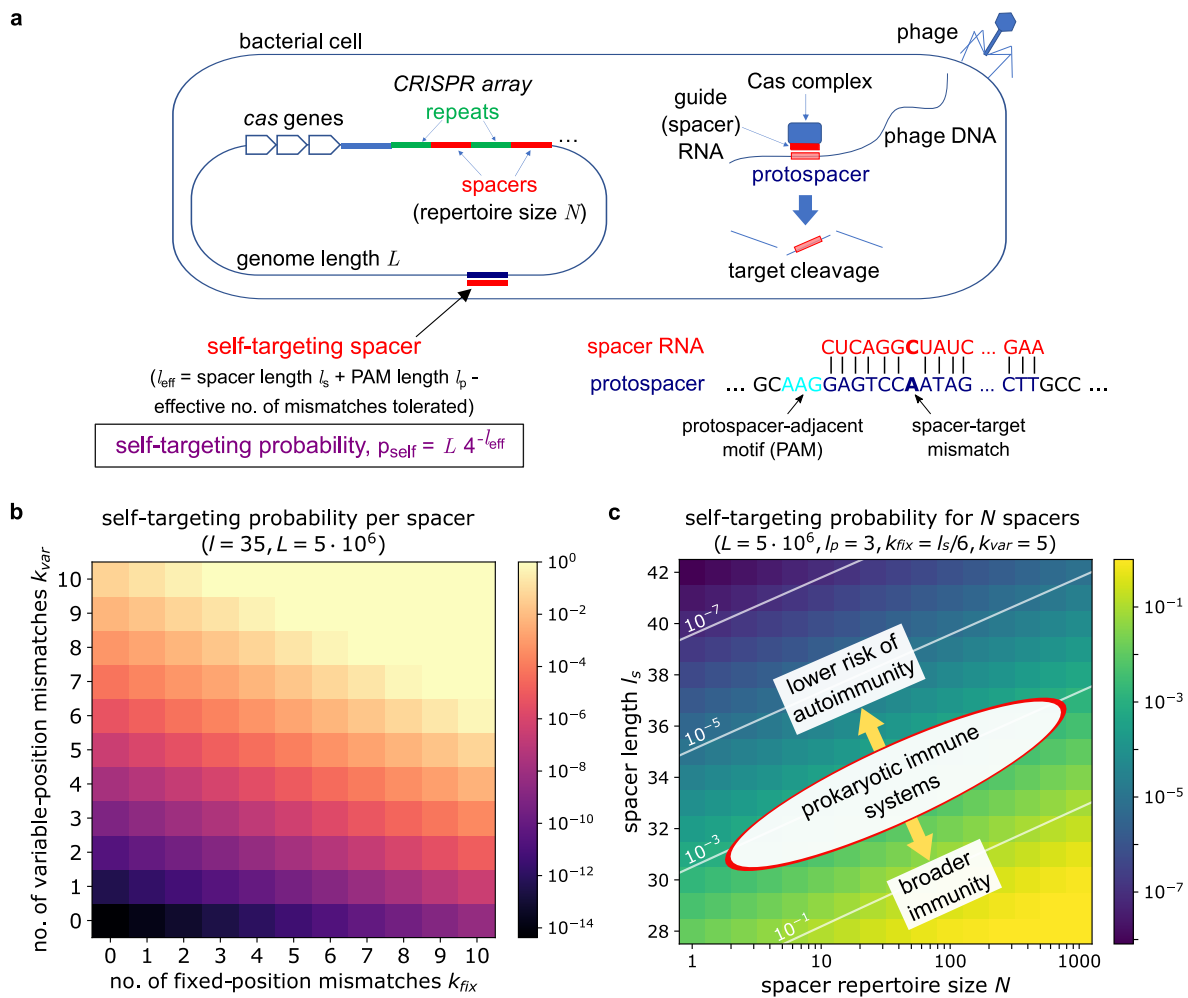 a
bacterial cell
phage
CRISPR array
repeats
cas genes
...
spacers
(repertoire size N)
genome length L
Cas complex
guide
(spacer)
RNA
phage DNA
protospacer
target cleavage
self-targeting spacer
(leff = spacer length ls + PAM length lp -
effective no. of mismatches tolerated)
self-targeting probability, pself = L 4^-leff
spacer RNA
CUCAGGCUAUC ... GAA
protospacer
... GCAAGGAGTCCAATAG ... CTTGCC ...
protospacer-adjacent
motif (PAM)
spacer-target
mismatch
b
self-targeting probability per spacer
(l = 35, L = 5 · 10^6)
no. of variable-position mismatches kvar
10
9
8
7
6
5
4
3
2
1
0
0 1 2 3 4 5 6 7 8 9 10
no. of fixed-position mismatches kfix
10^0
10^-2
10^-4
10^-6
10^-8
10^-10
10^-12
10^-14
c
self-targeting probability for N spacers
(L = 5 · 10^6, lp = 3, kfix = ls/6, kvar = 5)
spacer length ls
42
40
38
36
34
32
30
28
1 10 100 1000
spacer repertoire size N
10^-7
10^-5
10^-3
10^-1
lower risk of
autoimmunity
prokaryotic immune
systems
broader
immunity
10^-1
10^-3
10^-5
10^-7